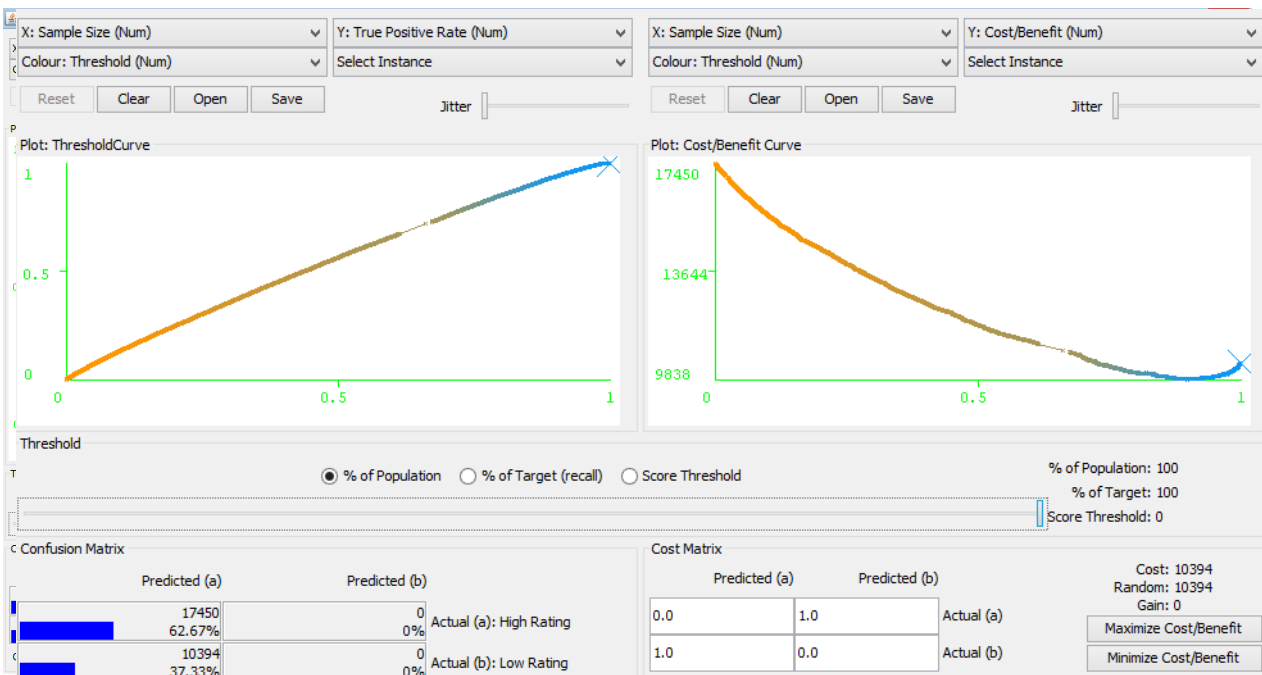 X: Sample Size (Num) Y: True Positive Rate (Num) X: Sample Size (Num) Y: Cost/Benefit (Num)
Colour: Threshold (Num) Select Instance Colour: Threshold (Num) Select Instance
Reset Clear Open Save Jitter Reset Clear Open Save Jitter
Plot: ThresholdCurve Plot: Cost/Benefit Curve
1 17450
0.5 13644
0 9838
0 0.5 1 0 0.5 1
Threshold
% of Population % of Target (recall) Score Threshold
% of Population: 100
% of Target: 100
Score Threshold: 0
Confusion Matrix
Predicted (a) Predicted (b)
17450 0
62.67% 0% Actual (a): High Rating
10394 0
37.33% 0% Actual (b): Low Rating
Cost Matrix
Predicted (a) Predicted (b)
0.0 1.0 Actual (a)
1.0 0.0 Actual (b)
Cost: 10394
Random: 10394
Gain: 0
Maximize Cost/Benefit
Minimize Cost/Benefit